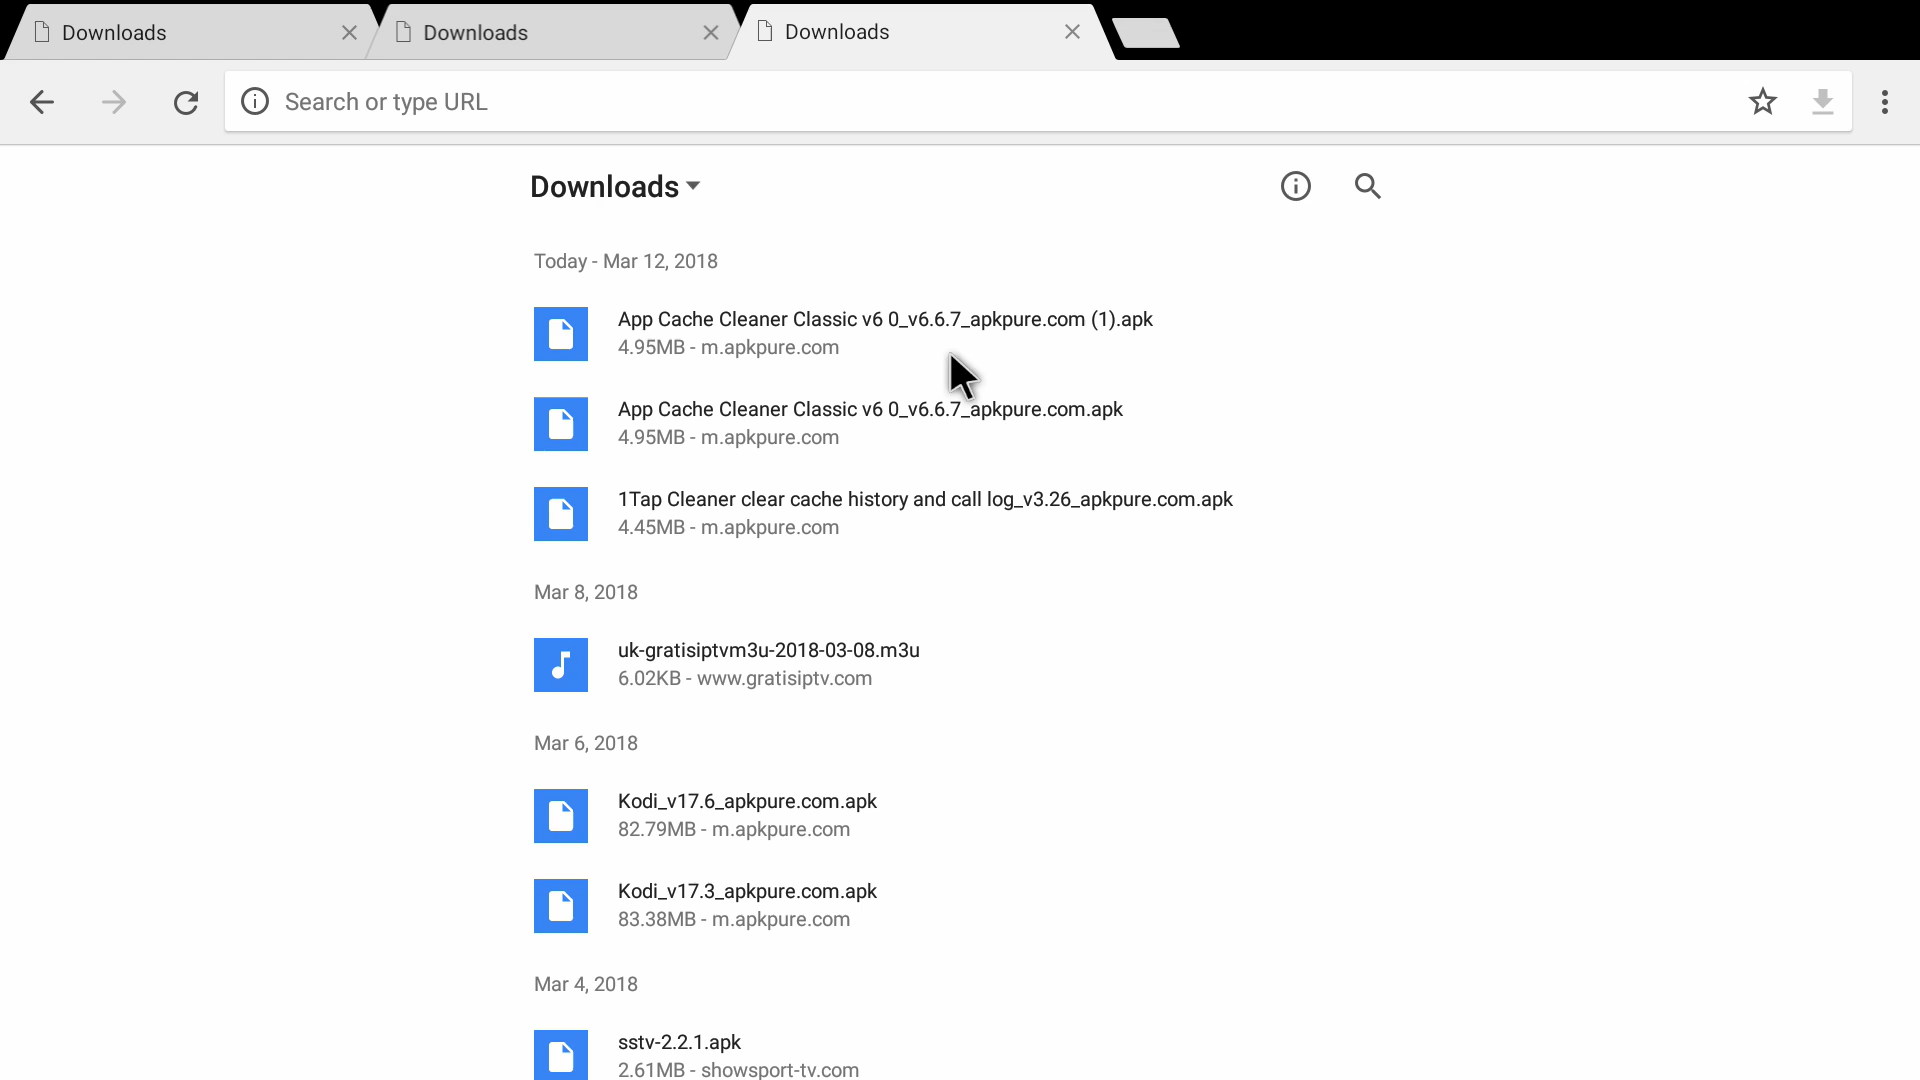 Downloads
Downloads
Downloads
Search or type URL
Downloads
Today - Mar 12, 2018
App Cache Cleaner Classic v6 0_v6.6.7_apkpure.com (1).apk
4.95MB - m.apkpure.com
App Cache Cleaner Classic v6 0_v6.6.7_apkpure.com.apk
4.95MB - m.apkpure.com
1Tap Cleaner clear cache history and call log_v3.26_apkpure.com.apk
4.45MB - m.apkpure.com
Mar 8, 2018
uk-gratisiptvm3u-2018-03-08.m3u
6.02KB - www.gratisiptv.com
Mar 6, 2018
Kodi_v17.6_apkpure.com.apk
82.79MB - m.apkpure.com
Kodi_v17.3_apkpure.com.apk
83.38MB - m.apkpure.com
Mar 4, 2018
sstv-2.2.1.apk
2.61MB - showsport-tv.com